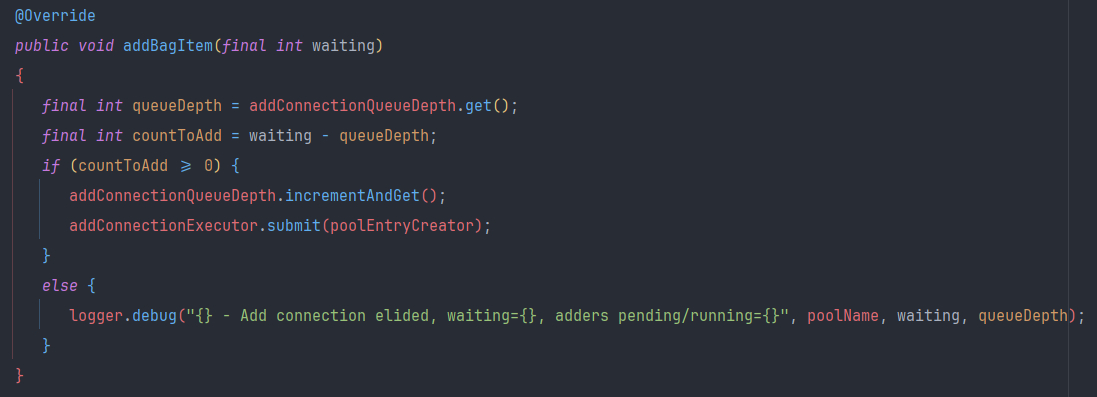 @Override
public void addBagItem(final int waiting)
{
   final int queueDepth = addConnectionQueueDepth.get();
   final int countToAdd = waiting - queueDepth;
   if (countToAdd ⩾ 0) {
      addConnectionQueueDepth.incrementAndGet();
      addConnectionExecutor.submit(poolEntryCreator);
   }
   else {
      logger.debug("{} - Add connection elided, waiting={}, adders pending/running={}", poolName, waiting, queueDepth);
   }
}